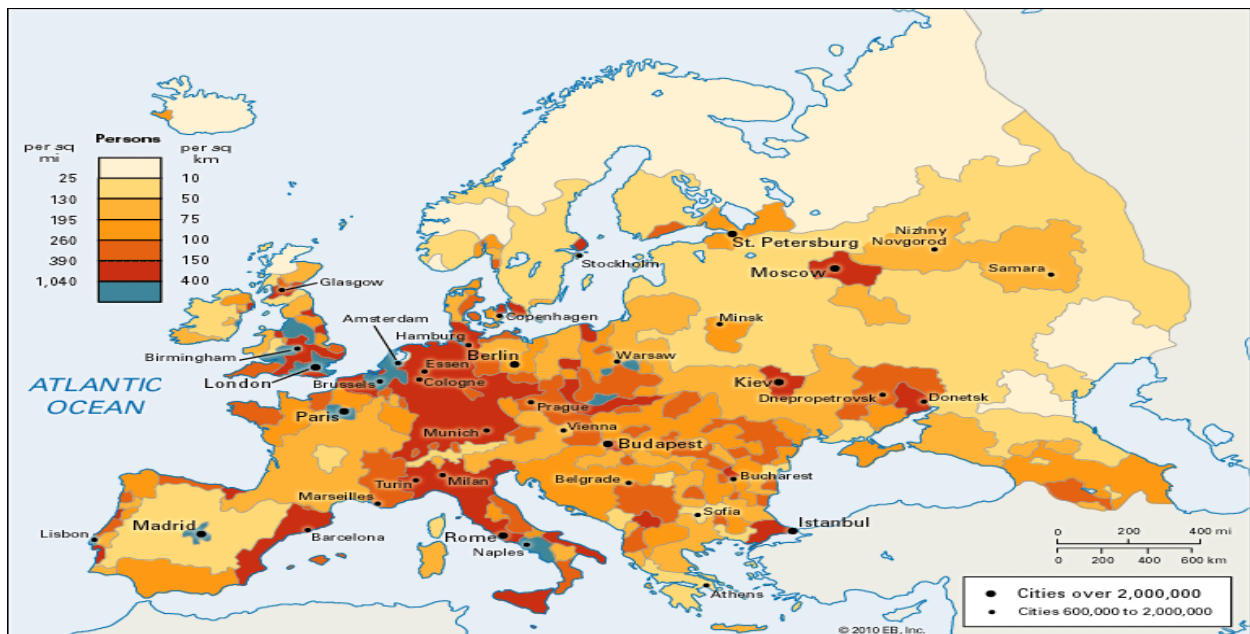 Persons
per sq mi
per sq km
25 10
130 50
195 75
260 100
390 150
1,040 400
ATLANTIC
OCEAN
Glasgow
Amsterdam
Birmingham
London
Brussels
Hamburg
Essen
Cologne
Berlin
Copenhagen
Stockholm
St. Petersburg
Nizhny
Novgorod
Moscow
Samara
Minsk
Warsaw
Kiev
Dnepropetrovsk
Donetsk
Prague
Paris
Munich
Vienna
Budapest
Turin
Milan
Marseilles
Belgrade
Bucharest
Sofia
Istanbul
Madrid
Lisbon
Barcelona
Rome
Naples
Athens
0 200 400 mi
0 200 400 600 km
Cities over 2,000,000
Cities 600,000 to 2,000,000
© 2010 EB, Inc.